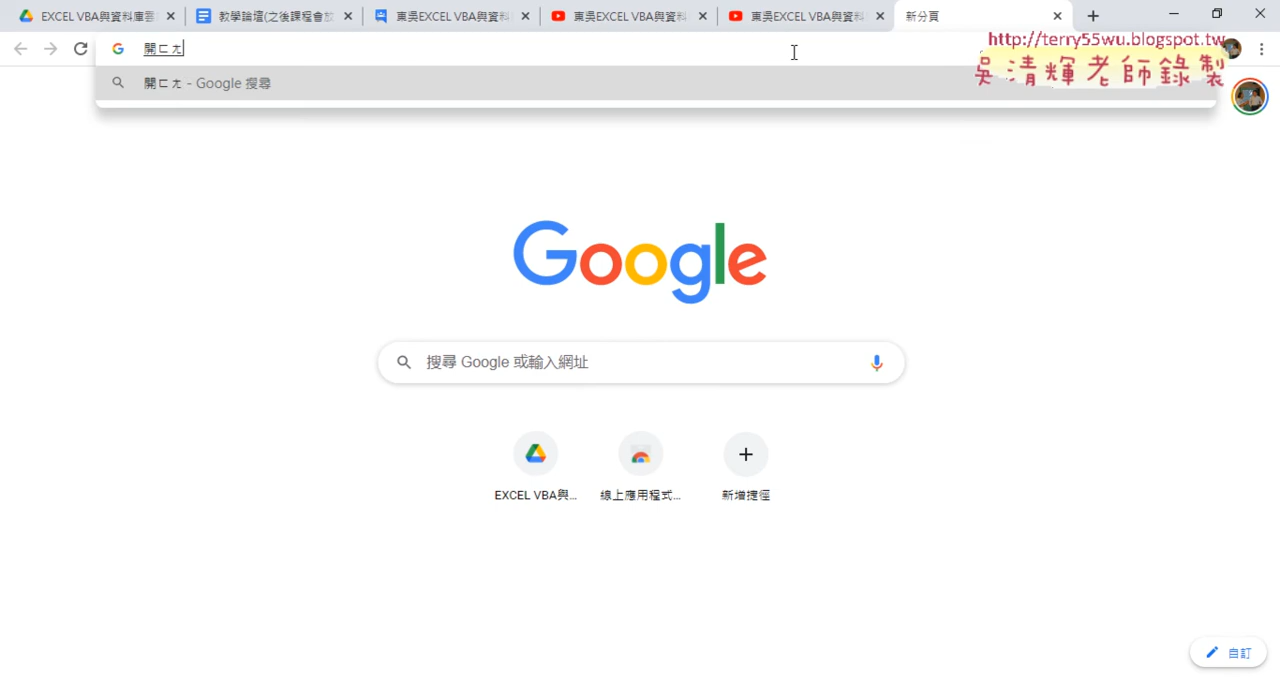 EXCEL VBA與資料庫雲
教學論壇(之後課程會放
東吳EXCEL VBA與資料
東吳EXCEL VBA與資料
東吳EXCEL VBA與資料
新分頁
開ㄈㄤ
http://terry55wu.blogspot.tw
吳清輝老師錄製
開ㄈㄤ - Google 搜尋
Google
搜尋 Google 或輸入網址
EXCEL VBA與...
線上應用程式...
新增捷徑
自訂